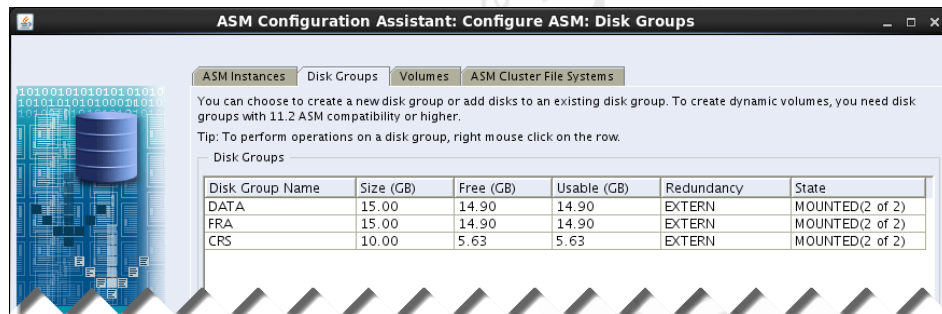 ASM Configuration Assistant: Configure ASM: Disk Groups
ASM Instances Disk Groups Volumes ASM Cluster File Systems
You can choose to create a new disk group or add disks to an existing disk group. To create dynamic volumes, you need disk
groups with 11.2 ASM compatibility or higher.
Tip: To perform operations on a disk group, right mouse click on the row.
Disk Groups
Disk Group Name Size (GB) Free (GB) Usable (GB) Redundancy State
DATA 15.00 14.90 14.90 EXTERN MOUNTED(2 of 2)
FRA 15.00 14.90 14.90 EXTERN MOUNTED(2 of 2)
CRS 10.00 5.63 5.63 EXTERN MOUNTED(2 of 2)